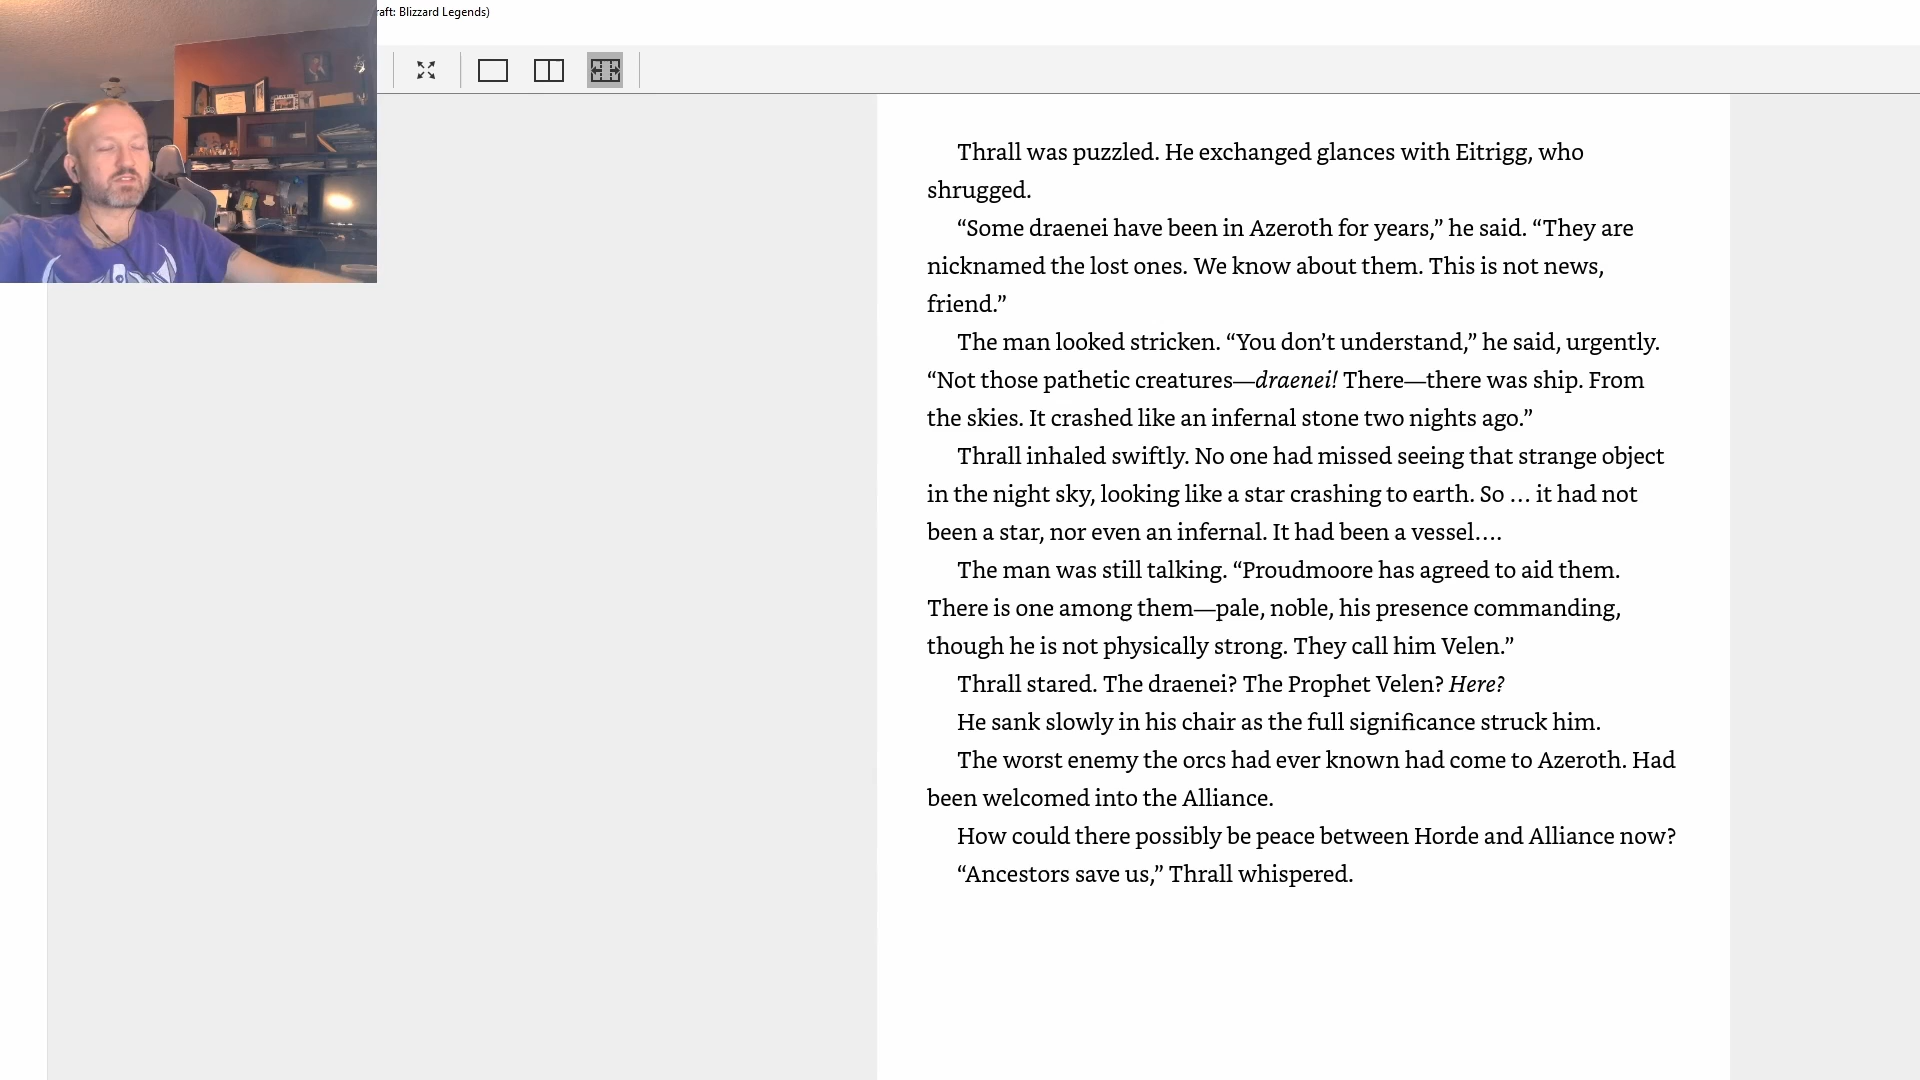 raft: Blizzard Legends)
Thrall was puzzled. He exchanged glances with Eitrigg, who
shrugged.
“Some draenei have been in Azeroth for years,” he said. “They are
nicknamed the lost ones. We know about them. This is not news,
friend.”
The man looked stricken. “You don’t understand,” he said, urgently.
“Not those pathetic creatures—draenei! There—there was ship. From
the skies. It crashed like an infernal stone two nights ago.”
Thrall inhaled swiftly. No one had missed seeing that strange object
in the night sky, looking like a star crashing to earth. So … it had not
been a star, nor even an infernal. It had been a vessel….
The man was still talking. “Proudmoore has agreed to aid them.
There is one among them—pale, noble, his presence commanding,
though he is not physically strong. They call him Velen.”
Thrall stared. The draenei? The Prophet Velen? Here?
He sank slowly in his chair as the full significance struck him.
The worst enemy the orcs had ever known had come to Azeroth. Had
been welcomed into the Alliance.
How could there possibly be peace between Horde and Alliance now?
“Ancestors save us,” Thrall whispered.